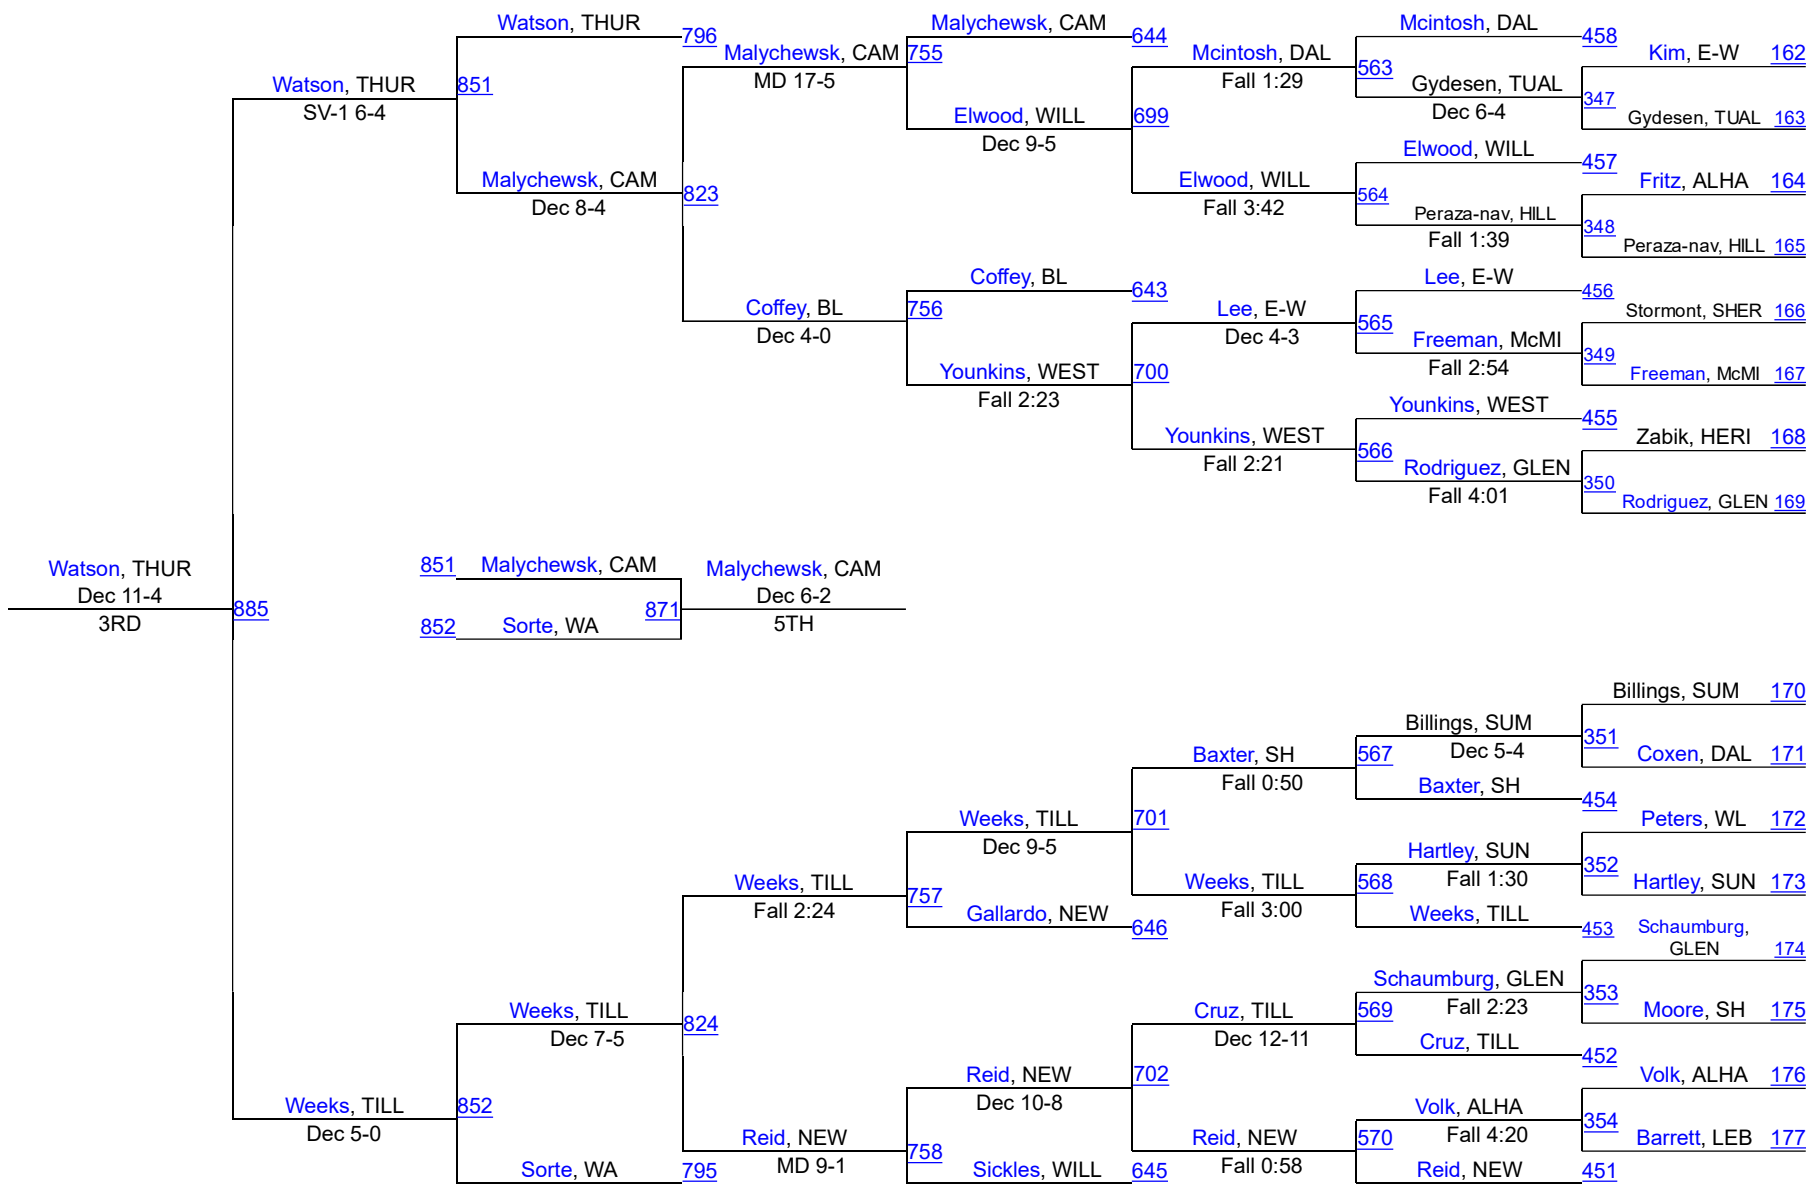 Watson, THUR
796
Malychewsk, CAM
644
Mcintosh, DAL
458
Kim, E-W 162
Malychewsk, CAM
MD 17-5
755
Mcintosh, DAL
Fall 1:29
563
Gydesen, TUAL
Dec 6-4
347
Gydesen, TUAL 163
Watson, THUR
SV-1 6-4
851
Elwood, WILL
Dec 9-5
699
Elwood, WILL
457
Fritz, ALHA 164
Malychewsk, CAM
Dec 8-4
823
Elwood, WILL
Fall 3:42
564
Peraza-nav, HILL
Fall 1:39
348
Peraza-nav, HILL 165
Coffey, BL
643
Lee, E-W
456
Stormont, SHER 166
Coffey, BL
Dec 4-0
756
Lee, E-W
Dec 4-3
565
Freeman, McMI
Fall 2:54
349
Freeman, McMI 167
Younkins, WEST
Fall 2:23
700
Younkins, WEST
455
Zabik, HERI 168
Younkins, WEST
Fall 2:21
566
Rodriguez, GLEN
Fall 4:01
350
Rodriguez, GLEN 169
Watson, THUR
Dec 11-4
3RD
885
851 Malychewsk, CAM
852 Sorte, WA
871
Malychewsk, CAM
Dec 6-2
5TH
Billings, SUM 170
Billings, SUM
Dec 5-4
351
Coxen, DAL 171
Baxter, SH
Fall 0:50
567
Baxter, SH
454
Peters, WL 172
Weeks, TILL
Dec 9-5
701
Hartley, SUN
Fall 1:30
352
Hartley, SUN 173
Weeks, TILL
Fall 2:24
757
Weeks, TILL
Fall 3:00
568
Weeks, TILL
453
Gallardo, NEW
646
Schaumburg,
GLEN 174
Schaumburg, GLEN
Fall 2:23
353
Moore, SH 175
Weeks, TILL
Dec 7-5
824
Cruz, TILL
Dec 12-11
569
Cruz, TILL
452
Volk, ALHA 176
Reid, NEW
Dec 10-8
702
Weeks, TILL
Dec 5-0
852
Volk, ALHA
Fall 4:20
354
Barrett, LEB 177
Reid, NEW
MD 9-1
758
Reid, NEW
Fall 0:58
570
Sorte, WA
795
Sickles, WILL
645
Reid, NEW
451